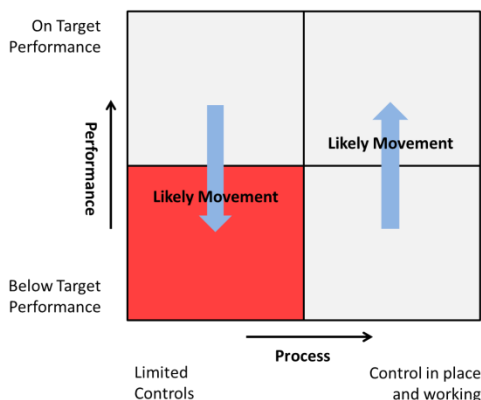 On Target
Performance
Performance
Likely Movement
Likely Movement
Below Target
Performance
Process
Limited
Controls
Control in place
and working